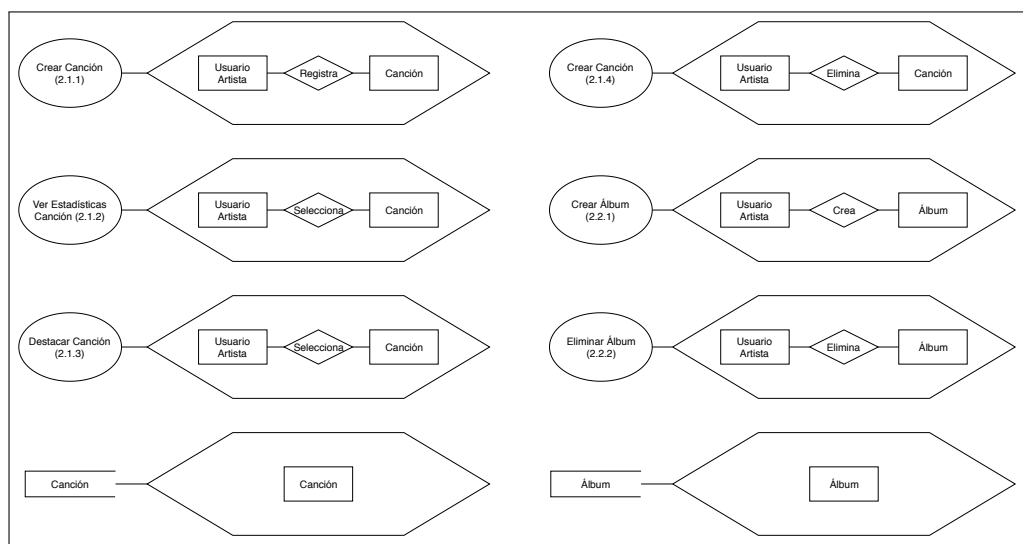 Crear Canción
(2.1.1)
Usuario
Artista
Registra
Canción
Crear Canción
(2.1.4)
Usuario
Artista
Elimina
Canción
Ver Estadísticas
Canción (2.1.2)
Usuario
Artista
Selecciona
Canción
Crear Álbum
(2.2.1)
Usuario
Artista
Crea
Álbum
Destacar Canción
(2.1.3)
Usuario
Artista
Selecciona
Canción
Eliminar Álbum
(2.2.2)
Usuario
Artista
Elimina
Álbum
Canción
Canción
Álbum
Álbum